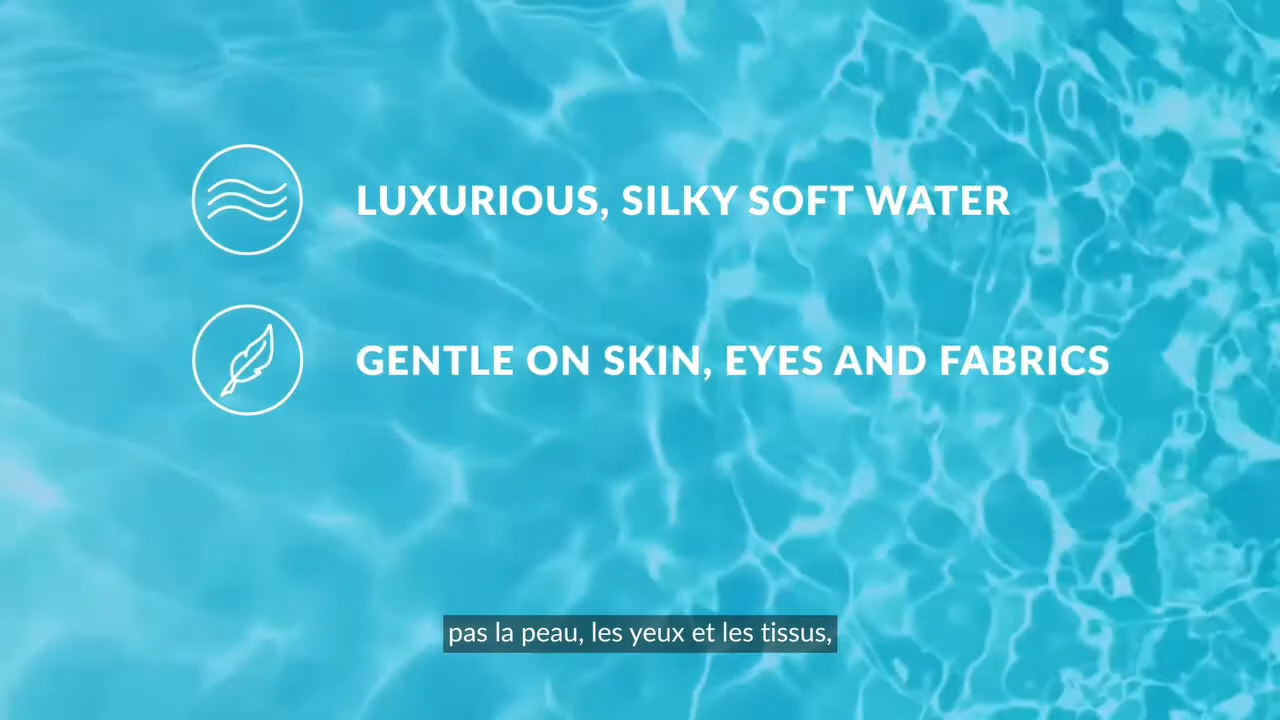 LUXURIOUS, SILKY SOFT WATER
GENTLE ON SKIN, EYES AND FABRICS
pas la peau, les yeux et les tissus,